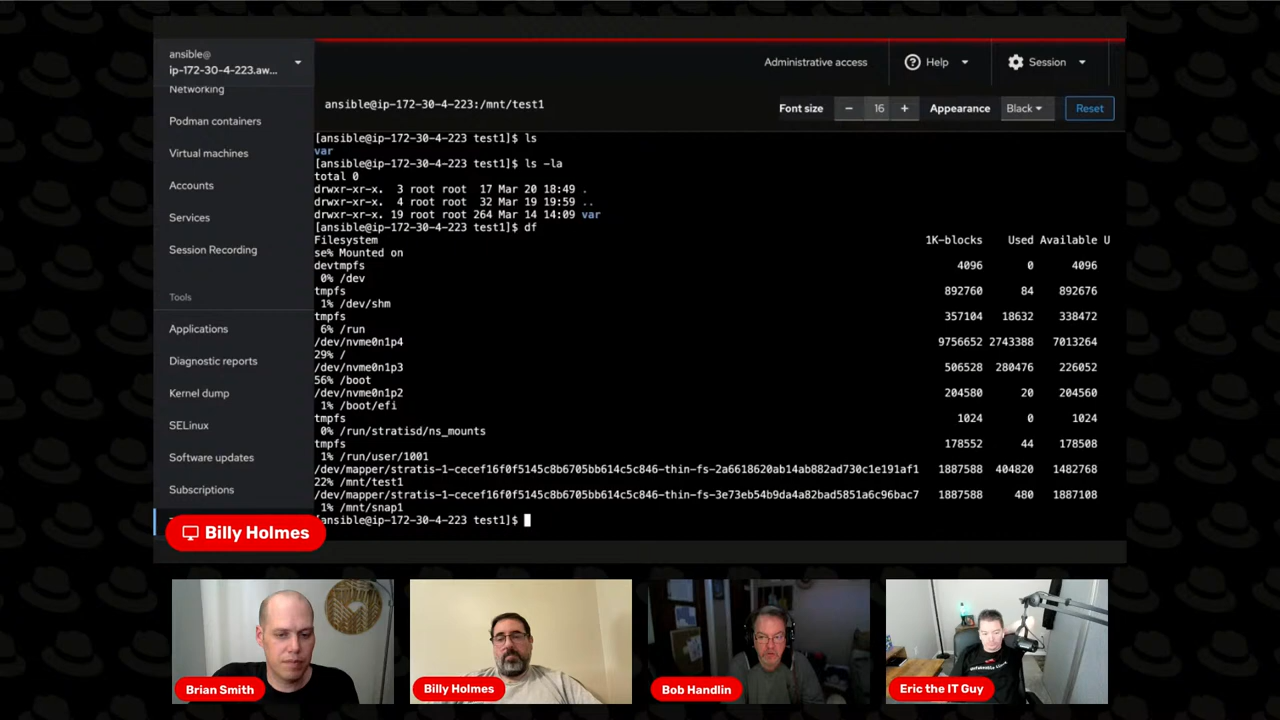 ansible@
ip-172-30-4-223.aw...
Administrative access
Help
Session
Networking
Podman containers
Virtual machines
Accounts
Services
Session Recording
Tools
Applications
Diagnostic reports
Kernel dump
SELinux
Software updates
Subscriptions
ansible@ip-172-30-4-223:/mnt/test1
Font size
16
Appearance
Black
Reset
[ansible@ip-172-30-4-223 test1]$ ls
var
[ansible@ip-172-30-4-223 test1]$ ls -la
total 0
drwxr-xr-x. 3 root root 17 Mar 20 18:49 .
drwxr-xr-x. 4 root root 32 Mar 19 19:59 ..
drwxr-xr-x. 19 root root 264 Mar 14 14:09 var
[ansible@ip-172-30-4-223 test1]$ df
Filesystem 1K-blocks Used Available U
se% Mounted on
devtmpfs 4096 0 4096
0% /dev
tmpfs 892760 84 892676
1% /dev/shm
tmpfs 357104 18632 338472
6% /run
/dev/nvme0n1p4 9756652 2743388 7013264
29% /
/dev/nvme0n1p3 506528 280476 226052
56% /boot
/dev/nvme0n1p2 204580 20 204560
1% /boot/efi
tmpfs 1024 0 1024
0% /run/stratisd/ns_mounts
tmpfs 178552 44 178508
1% /run/user/1001
/dev/mapper/stratis-1-cecef16f0f5145c8b6705bb614c5c846-thin-fs-2a6618620ab14ab882ad730c1e191af1 1887588 404820 1482768
22% /mnt/test1
/dev/mapper/stratis-1-cecef16f0f5145c8b6705bb614c5c846-thin-fs-3e73eb54b9da4a82bad5851a6c96bac7 1887588 480 1887108
1% /mnt/snap1
[ansible@ip-172-30-4-223 test1]$
Billy Holmes
Brian Smith
Billy Holmes
Bob Handlin
Eric the IT Guy